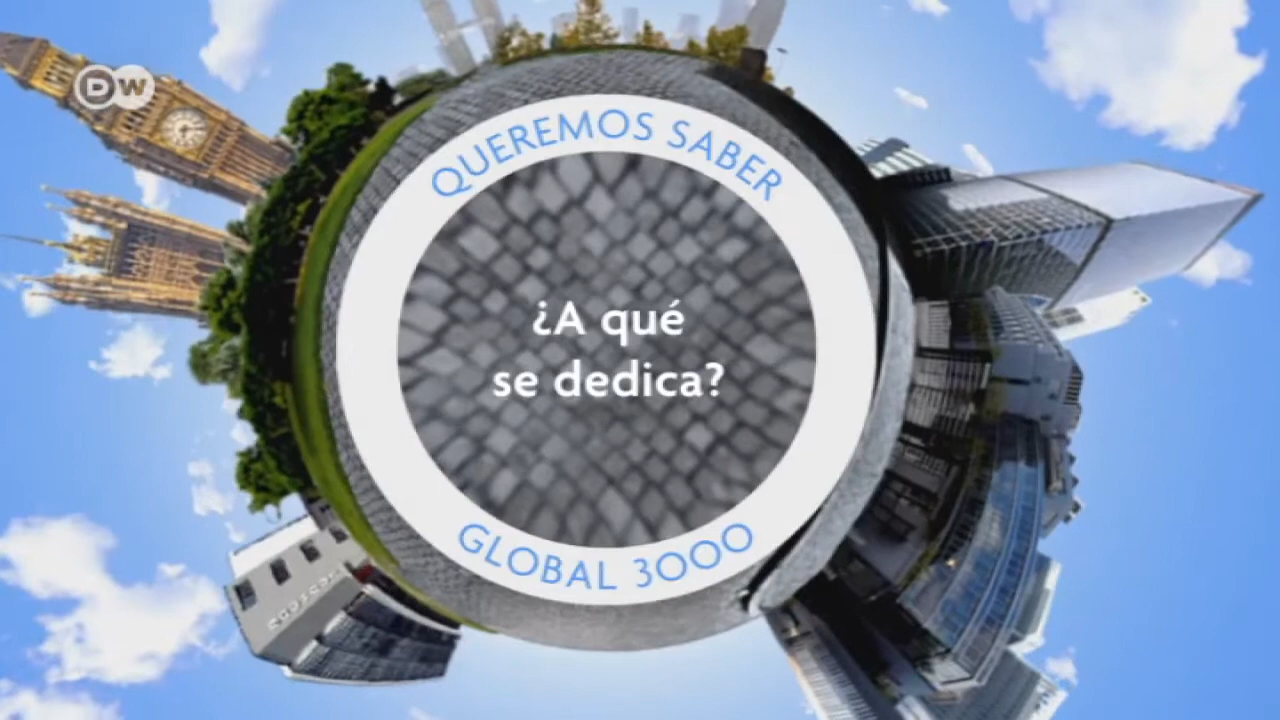 DW
QUEREMOS SABER
¿A qué
se dedica?
GLOBAL 3000